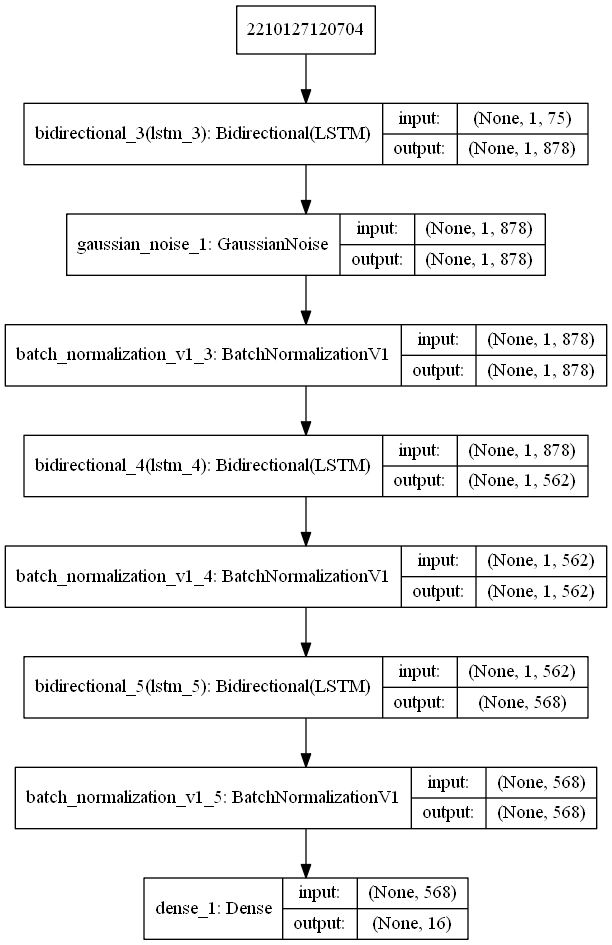 2210127120704
bidirectional_3(lstm_3): Bidirectional(LSTM)
input: (None, 1, 75)
output: (None, 1, 878)
gaussian_noise_1: GaussianNoise
input: (None, 1, 878)
output: (None, 1, 878)
batch_normalization_v1_3: BatchNormalizationV1
input: (None, 1, 878)
output: (None, 1, 878)
bidirectional_4(lstm_4): Bidirectional(LSTM)
input: (None, 1, 878)
output: (None, 1, 562)
batch_normalization_v1_4: BatchNormalizationV1
input: (None, 1, 562)
output: (None, 1, 562)
bidirectional_5(lstm_5): Bidirectional(LSTM)
input: (None, 1, 562)
output: (None, 568)
batch_normalization_v1_5: BatchNormalizationV1
input: (None, 568)
output: (None, 568)
dense_1: Dense
input: (None, 568)
output: (None, 16)